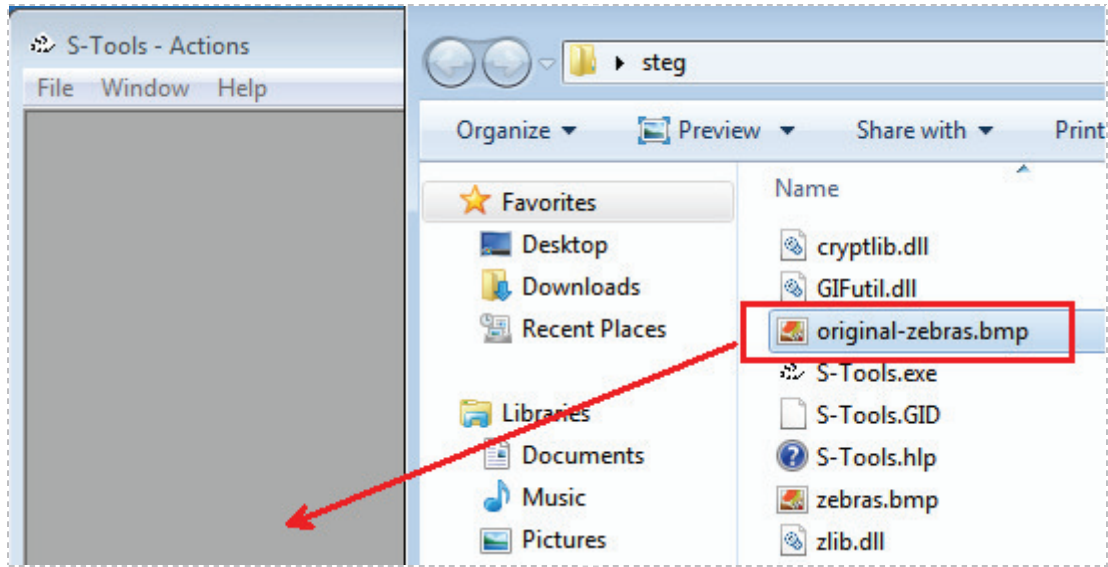 S-Tools - Actions
File Window Help
steg
Organize Preview Share with Print
Favorites
Desktop
Downloads
Recent Places
Libraries
Documents
Music
Pictures
Name
cryptlib.dll
GIFutil.dll
original-zebras.bmp
S-Tools.exe
S-Tools.GID
S-Tools.hlp
zebras.bmp
zlib.dll